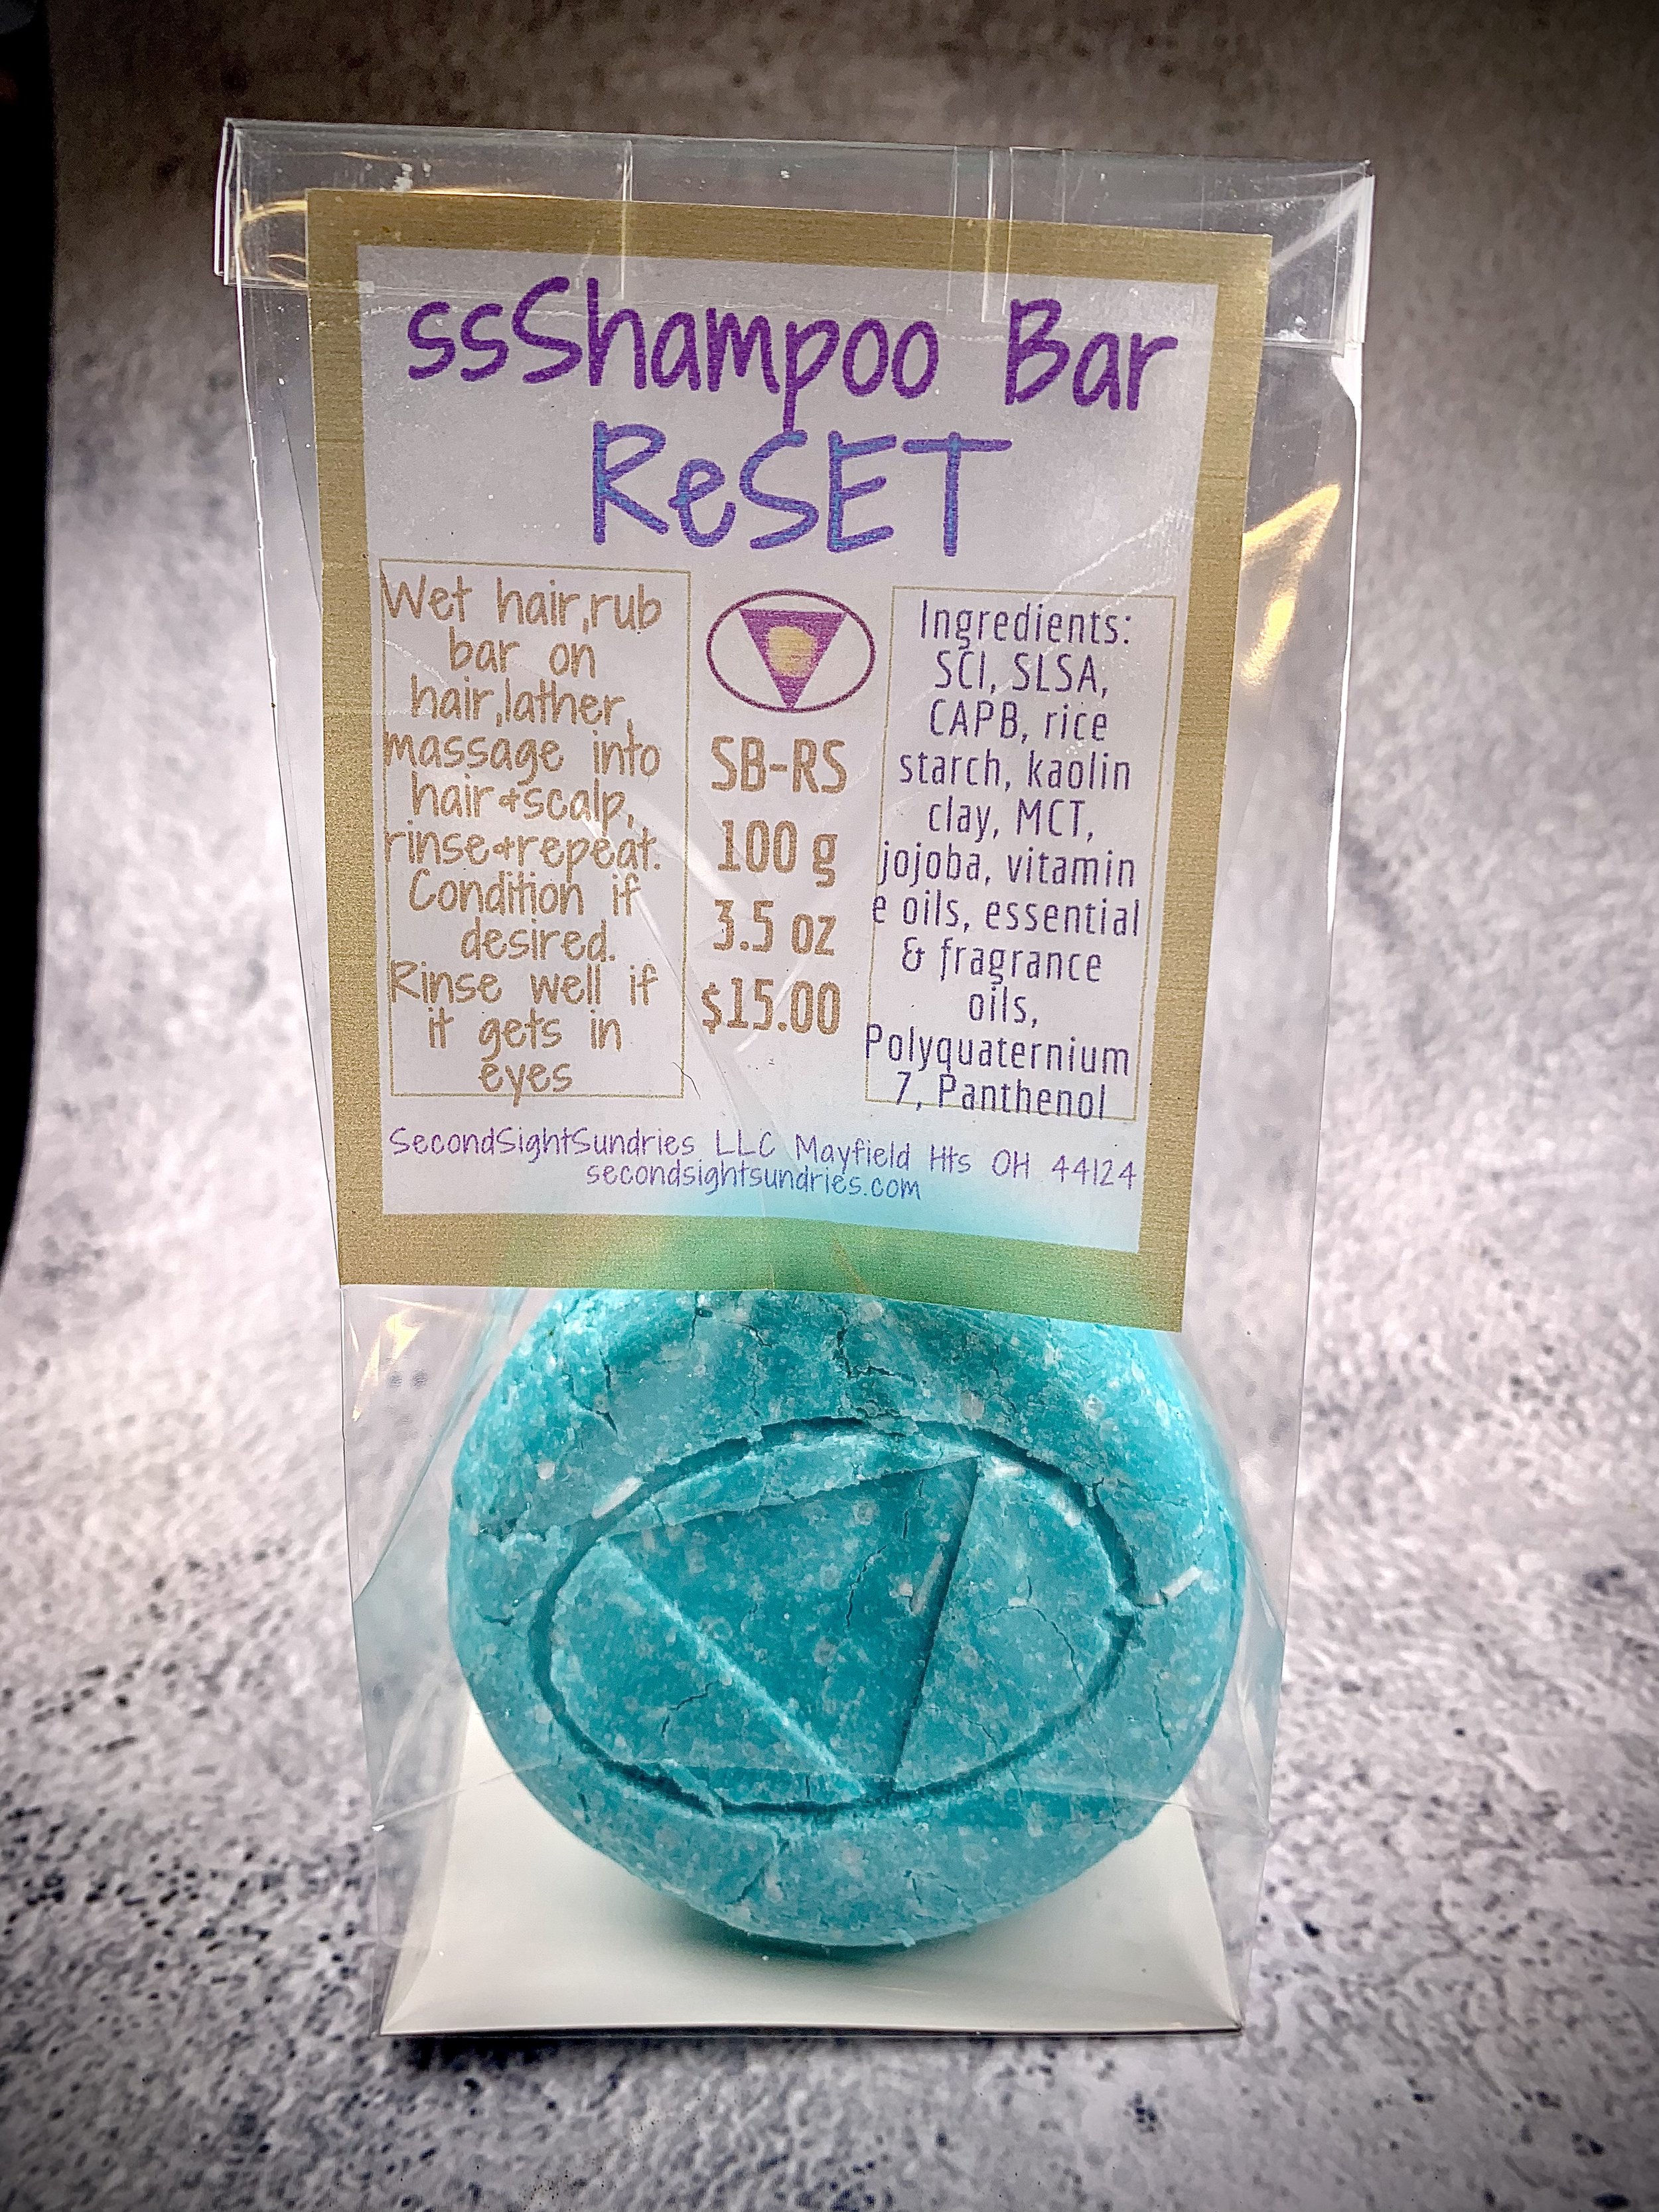 ssShampoo Bar
ReSET
Wet hair,rub
bar on
hair,lather,
massage into
hair&scalp,
rinse&repeat.
Condition if
desired.
Rinse well if
it gets in
eyes
SB-RS
100 g
3.5 oz
$15.00
Ingredients:
SCI, SLSA,
CAPB, rice
starch, kaolin
clay, MCT,
jojoba, vitamin
e oils, essential
& fragrance
oils,
Polyquaternium
7, Panthenol
SecondSightSundries LLC Mayfield Hts OH 44124
secondsightsundries.com